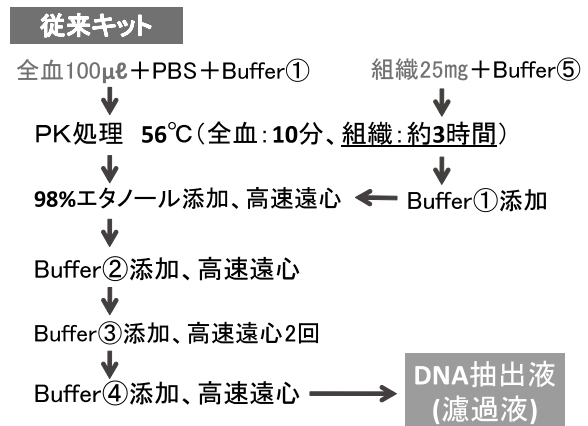 従来キット
全血100㎕+PBS+Buffer①
組織25㎎+Buffer⑤
PK処理 56℃(全血:10分、組織:約3時間)
98%エタノール添加、高速遠心
Buffer①添加
Buffer②添加、高速遠心
Buffer③添加、高速遠心2回
Buffer④添加、高速遠心
DNA抽出液
(濾過液)